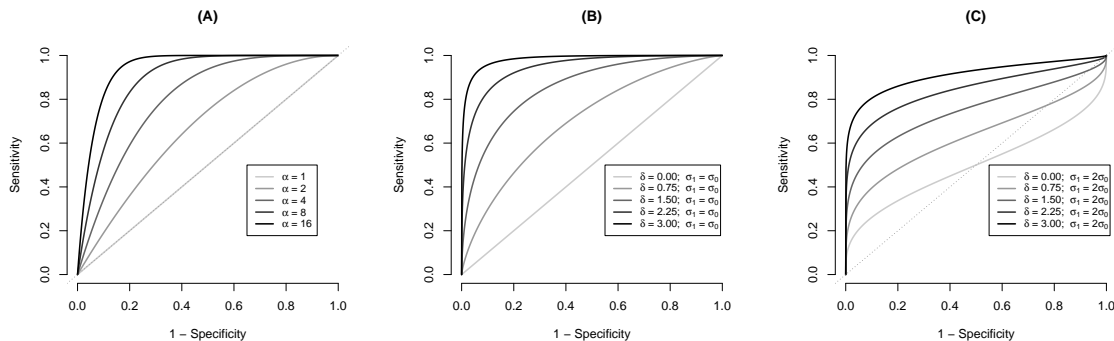 (A)
Sensitivity
1.0
0.8
0.6
0.4
0.2
0.0
α = 1
α = 2
α = 4
α = 8
α = 16
0.0 0.2 0.4 0.6 0.8 1.0
1 − Specificity
(B)
Sensitivity
1.0
0.8
0.6
0.4
0.2
0.0
δ = 0.00; σ₁ = σ₀
δ = 0.75; σ₁ = σ₀
δ = 1.50; σ₁ = σ₀
δ = 2.25; σ₁ = σ₀
δ = 3.00; σ₁ = σ₀
0.0 0.2 0.4 0.6 0.8 1.0
1 − Specificity
(C)
Sensitivity
1.0
0.8
0.6
0.4
0.2
0.0
δ = 0.00; σ₁ = 2σ₀
δ = 0.75; σ₁ = 2σ₀
δ = 1.50; σ₁ = 2σ₀
δ = 2.25; σ₁ = 2σ₀
δ = 3.00; σ₁ = 2σ₀
0.0 0.2 0.4 0.6 0.8 1.0
1 − Specificity